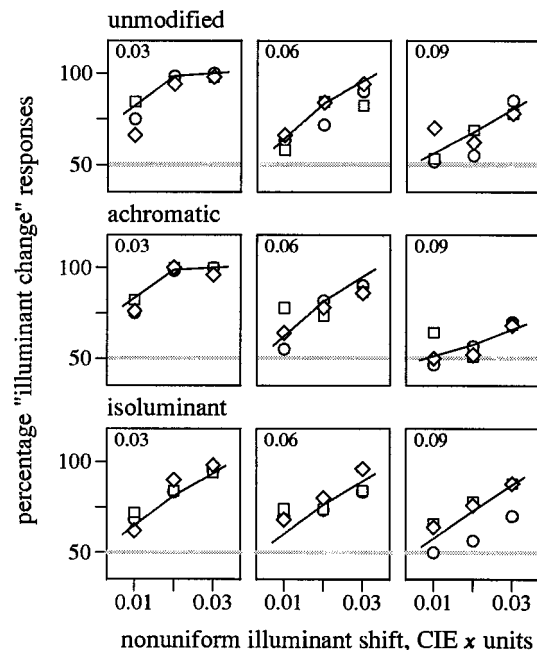 unmodified
0.03 0.06 0.09
100
50
achromatic
0.03 0.06 0.09
100
50
isoluminant
0.03 0.06 0.09
100
50
0.01 0.03 0.01 0.03 0.01 0.03
nonuniform illuminant shift, CIE x units
percentage "illuminant change" responses